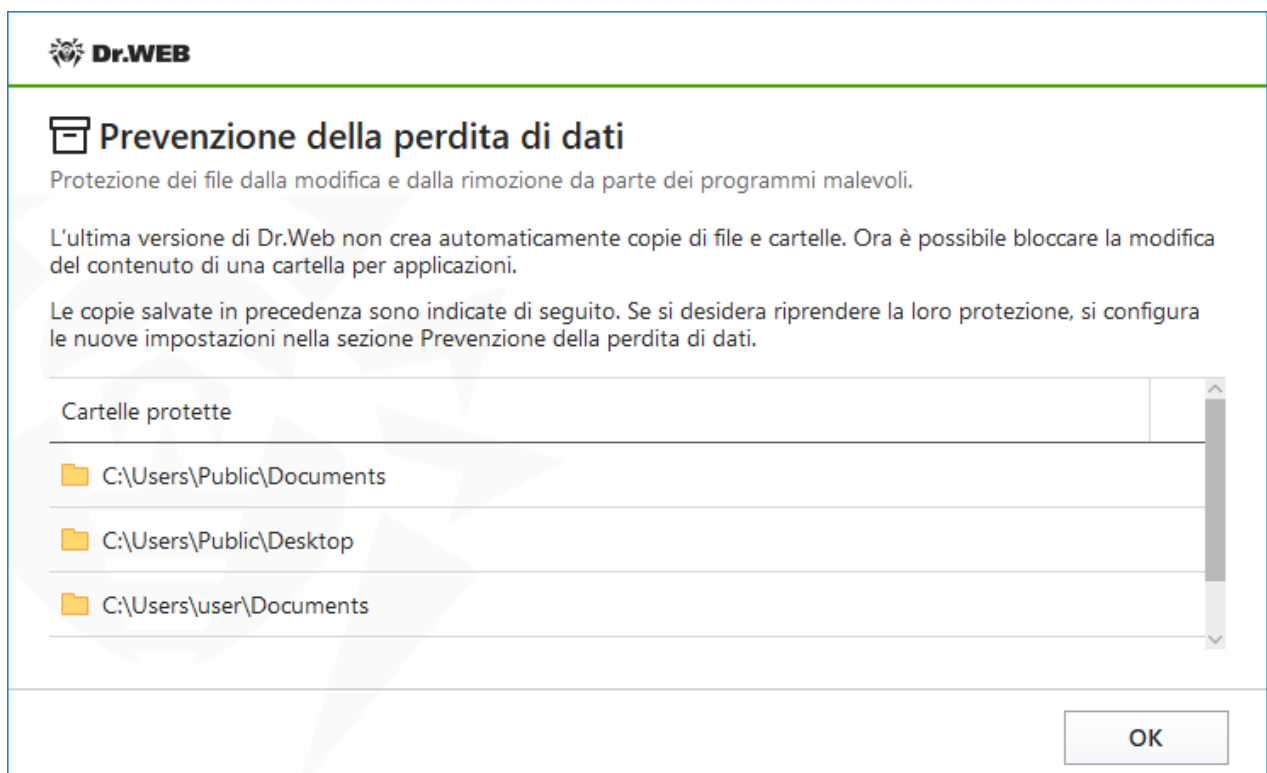 Dr.WEB
Prevenzione della perdita di dati
Protezione dei file dalla modifica e dalla rimozione da parte dei programmi malevoli.
L'ultima versione di Dr.Web non crea automaticamente copie di file e cartelle. Ora è possibile bloccare la modifica
del contenuto di una cartella per applicazioni.
Le copie salvate in precedenza sono indicate di seguito. Se si desidera riprendere la loro protezione, si configura
le nuove impostazioni nella sezione Prevenzione della perdita di dati.
Cartelle protette
C:\Users\Public\Documents
C:\Users\Public\Desktop
C:\Users\user\Documents
OK